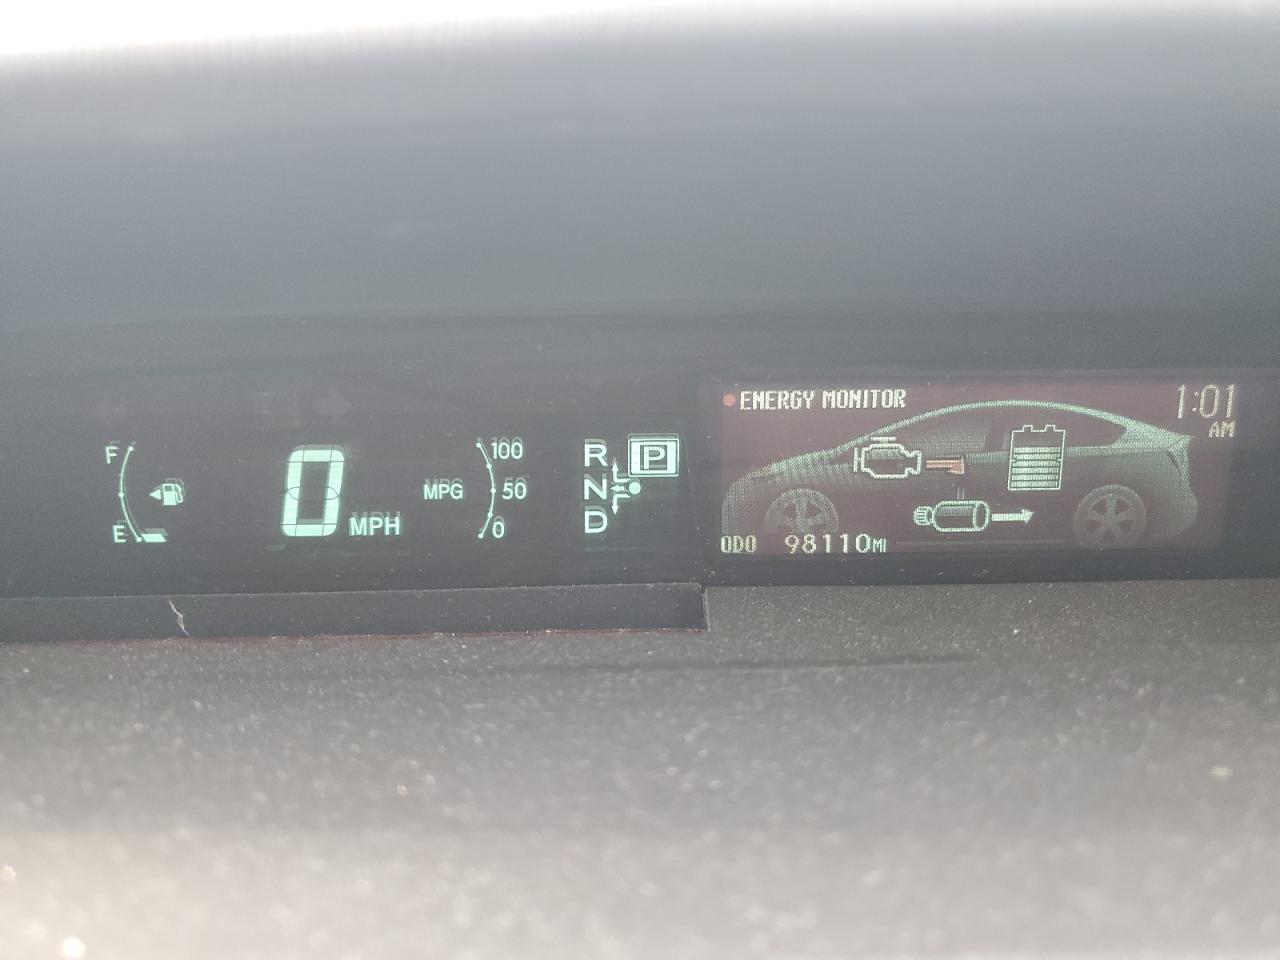 F
E
0 MPH
MPG
100
50
0
R
N
D
P
ENERGY MONITOR
1:01
AM
ODO 98110MI